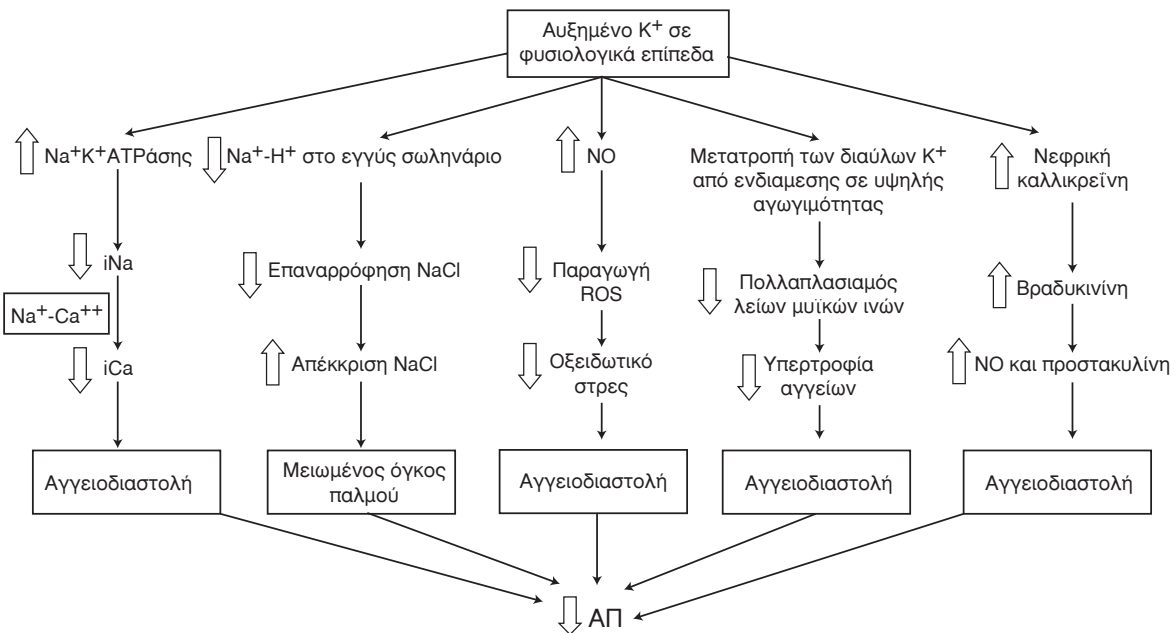 Αυξημένο K⁺ σε
φυσιολογικά επίπεδα
Na⁺K⁺ATPάσης
Na⁺-H⁺ στο εγγύς σωληνάριο
NO
Μετατροπή των διαύλων K⁺
από ενδιαμεσης σε υψηλής
αγωγιμότητας
Νεφρική
καλλικρεΐνη
iNa
Επαναρρόφηση NaCl
Παραγωγή
ROS
Πολλαπλασιαμός
λείων μυϊκών ινών
Βραδυκινίνη
Na⁺-Ca⁺⁺
iCa
Απέκκριση NaCl
Οξειδωτικό
στρες
Υπερτροφία
αγγείων
NO και προστακυλίνη
Αγγειοδιαστολή
Μειωμένος όγκος
παλμού
Αγγειοδιαστολή
Αγγειοδιαστολή
Αγγειοδιαστολή
ΑΠ